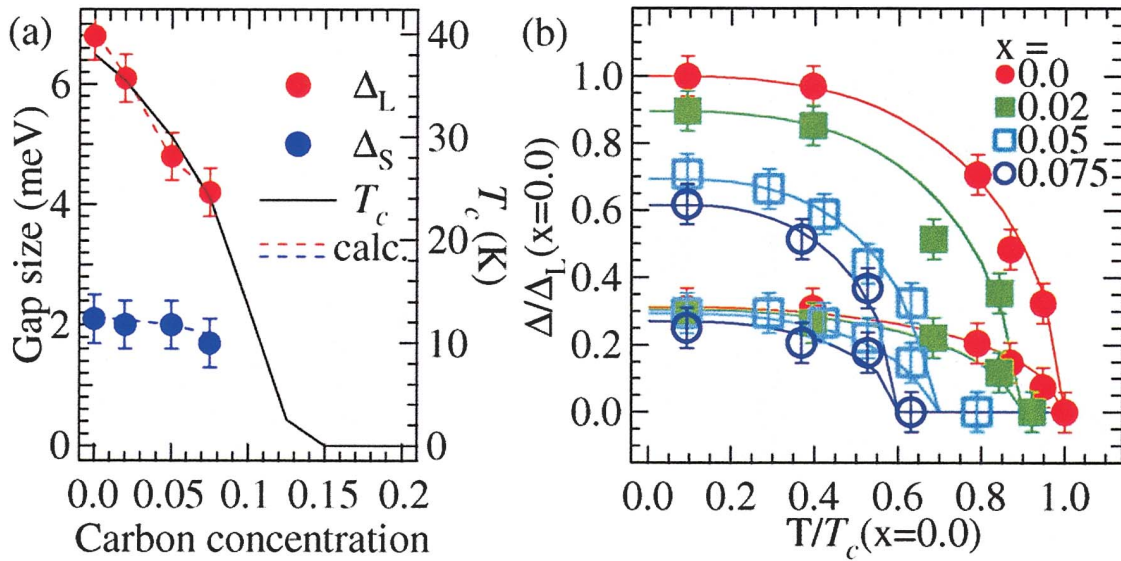 (a)
Gap size (meV)
6
4
2
0
Δ_L
Δ_S
T_c
calc.
40
30
20
10
0
T_c (K)
0.0 0.05 0.1 0.15 0.2
Carbon concentration
(b)
Δ/Δ_L(x=0.0)
1.0
0.8
0.6
0.4
0.2
0.0
x =
0.0
0.02
0.05
0.075
0.0 0.2 0.4 0.6 0.8 1.0
T/T_c(x=0.0)